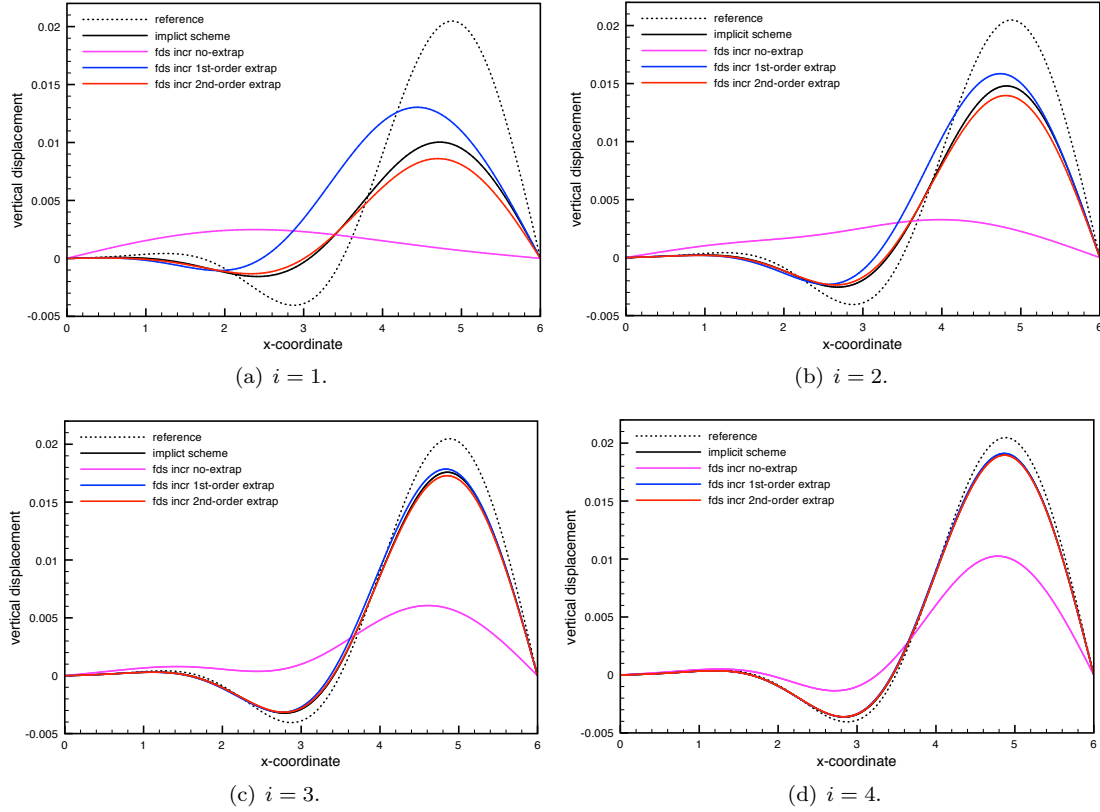 0.02
0.015
0.01
0.005
0
-0.005
vertical displacement
reference
implict scheme
fds incr no-extrap
fds incr 1st-order extrap
fds incr 2nd-order extrap
0 1 2 3 4 5 6
x-coordinate
(a) i = 1.
0.02
0.015
0.01
0.005
0
-0.005
vertical displacement
reference
implicit scheme
fds incr no-extrap
fds incr 1st-order extrap
fds incr 2nd-order extrap
0 1 2 3 4 5 6
x-coordinate
(b) i = 2.
0.02
0.015
0.01
0.005
0
-0.005
vertical displacement
reference
implicit scheme
fds incr no-extrap
fds incr 1st-order extrap
fds incr 2nd-order extrap
0 1 2 3 4 5 6
x-coordinate
(c) i = 3.
0.02
0.015
0.01
0.005
0
-0.005
vertical displacement
reference
implicit scheme
fds incr no-extrap
fds incr 1st-order extrap
fds incr 2nd-order extrap
0 1 2 3 4 5 6
x-coordinate
(d) i = 4.